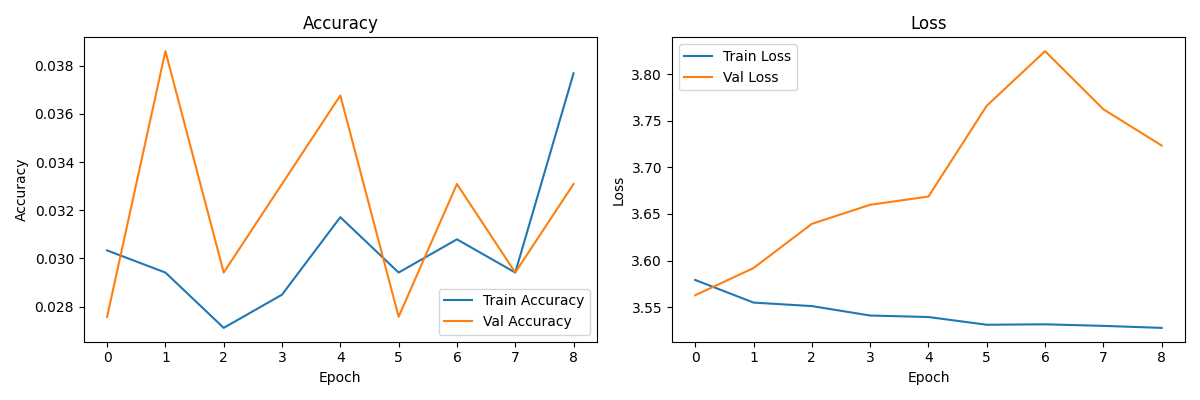 Accuracy
0.038
0.036
0.034
0.032
0.030
0.028
Accuracy
Train Accuracy
Val Accuracy
0 1 2 3 4 5 6 7 8
Epoch
Loss
Train Loss
Val Loss
3.80
3.75
3.70
3.65
3.60
3.55
Loss
0 1 2 3 4 5 6 7 8
Epoch